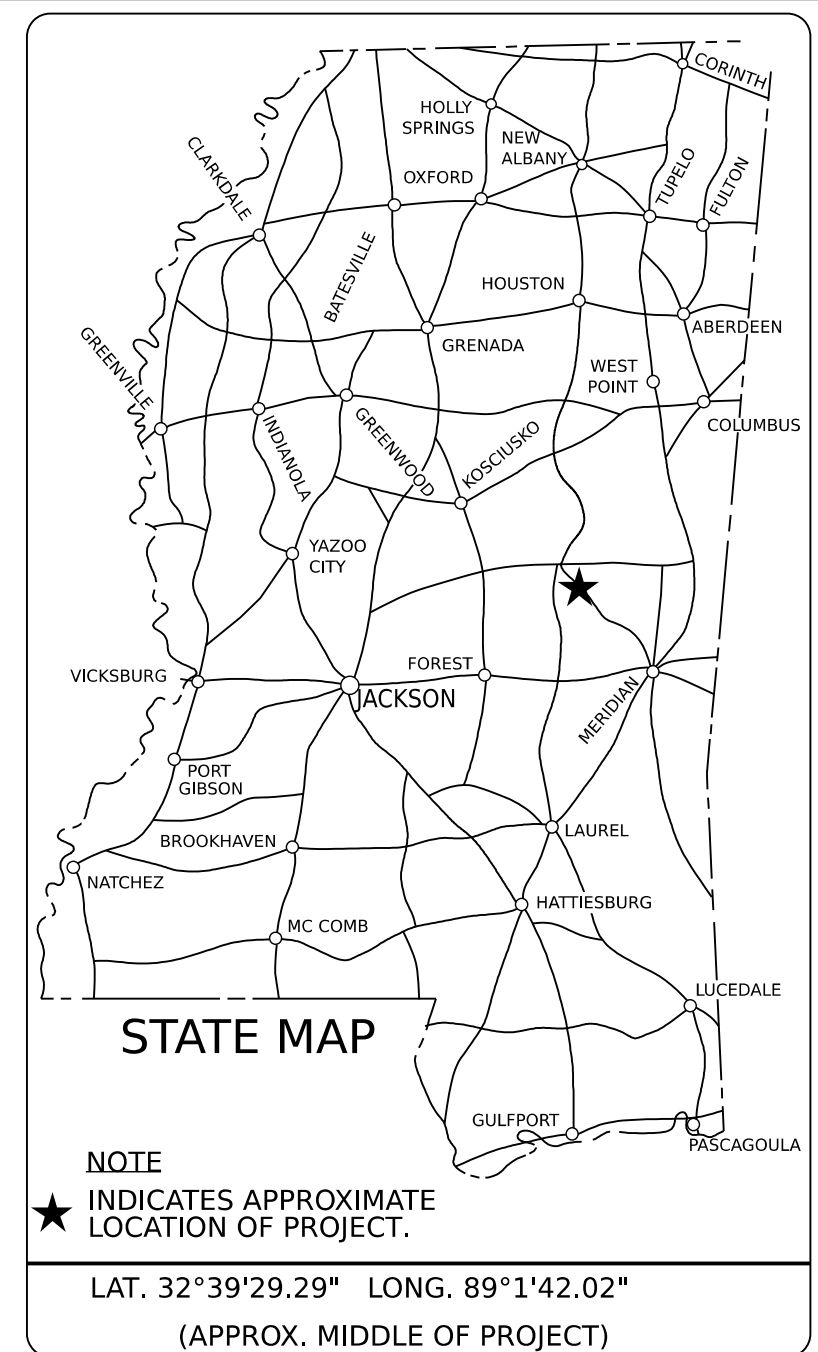 CORINTH
HOLLY
SPRINGS
NEW
ALBANY
CLARKDALE
OXFORD
TUPELO
FULTON
BATESVILLE
HOUSTON
ABERDEEN
GRENADA
GREENVILLE
WEST
POINT
COLUMBUS
INDIANOLA
GREENWOOD
KOSCIUSKO
YAZOO
CITY
VICKSBURG
FOREST
JACKSON
MERIDIAN
PORT
GIBSON
BROOKHAVEN
LAUREL
NATCHEZ
HATTIESBURG
MC COMB
LUCEDALE
STATE MAP
GULFPORT
PASCAGOULA
NOTE
INDICATES APPROXIMATE
LOCATION OF PROJECT.
LAT. 32°39'29.29" LONG. 89°1'42.02"
(APPROX. MIDDLE OF PROJECT)